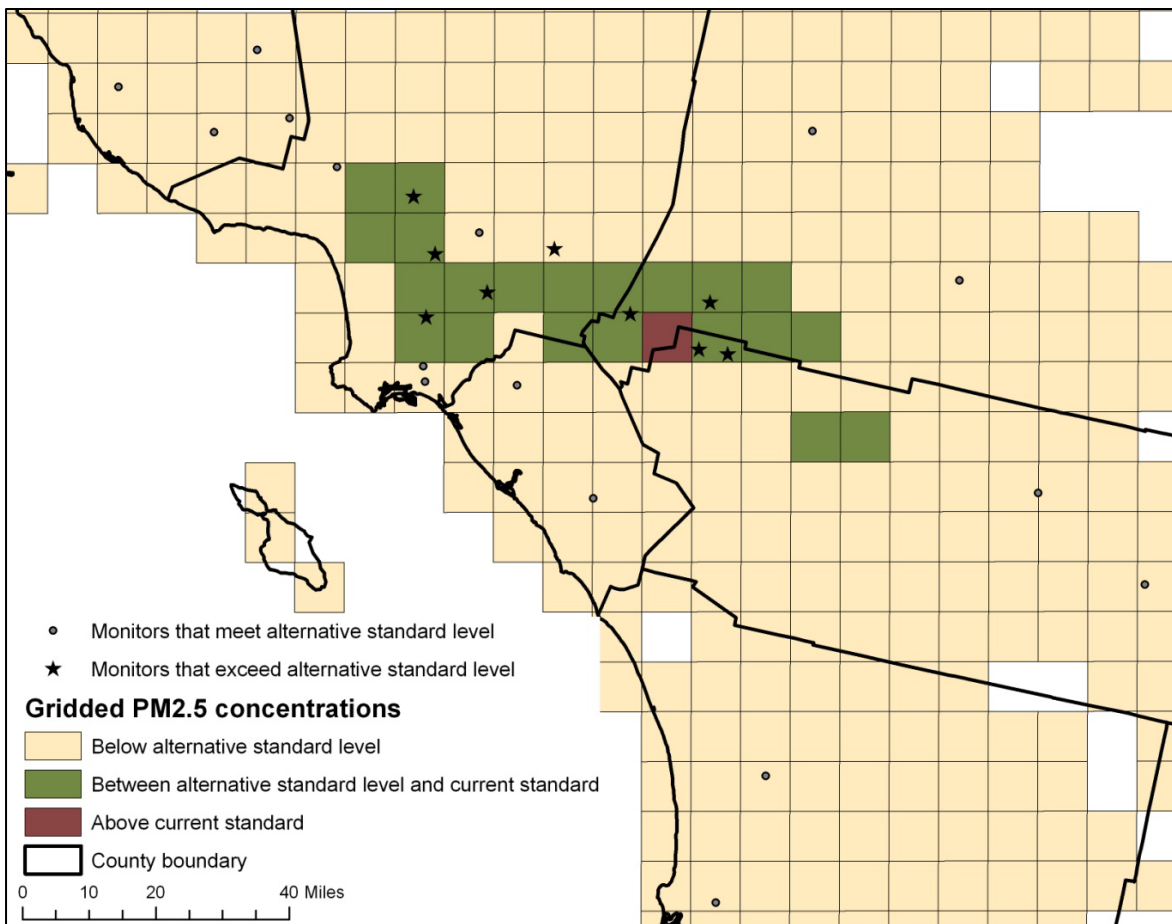 Monitors that meet alternative standard level
Monitors that exceed alternative standard level
Gridded PM2.5 concentrations
Below alternative standard level
Between alternative standard level and current standard
Above current standard
County boundary
0 10 20 40 Miles